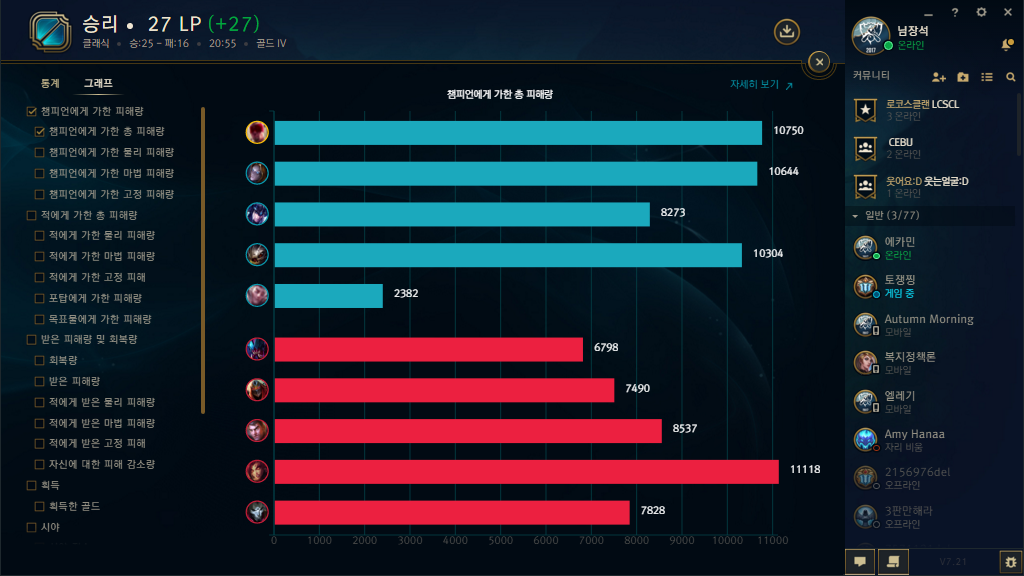 승리 • 27 LP (+27)
클래식 • 승:25 – 패:16 • 20:55 • 골드 IV
통계 그래프
자세히 보기
챔피언에게 가한 총 피해량
챔피언에게 가한 피해량
챔피언에게 가한 총 피해량
챔피언에게 가한 물리 피해량
챔피언에게 가한 마법 피해량
챔피언에게 가한 고정 피해량
적에게 가한 총 피해량
적에게 가한 물리 피해량
적에게 가한 마법 피해량
적에게 가한 고정 피해
포탑에게 가한 피해량
목표물에게 가한 피해량
받은 피해량 및 회복량
회복량
받은 피해량
적에게 받은 물리 피해량
적에게 받은 마법 피해량
적에게 받은 고정 피해
자신에 대한 피해 감소량
획득
획득한 골드
시야
10750
10644
8273
10304
2382
6798
7490
8537
11118
7828
0 1000 2000 3000 4000 5000 6000 7000 8000 9000 10000 11000
님장석
온라인
2017
커뮤니티
로코스클랜 LCSCL
3 온라인
CEBU
2 온라인
웃어요:D 웃는얼굴:D
1 온라인
일반 (3/77)
에카민
온라인
토쟁찡
게임 중
Autumn Morning
모바일
복지정책론
모바일
엘레기
모바일
Amy Hanaa
자리 비움
2156976del
오프라인
3판만해라
오프라인
V7.21